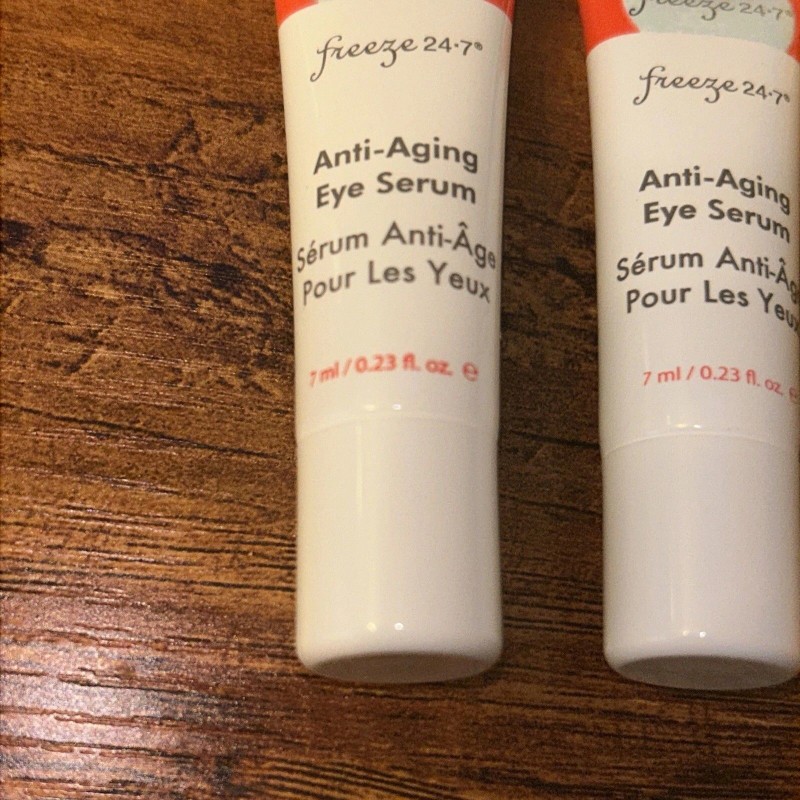 freeze 24·7®
Anti-Aging
Eye Serum
Sérum Anti-Âge
Pour Les Yeux
7 ml / 0.23 fl. oz. ℮
freeze 24·7®
freeze 24·7®
Anti-Aging
Eye Serum
Sérum Anti-Âg
Pour Les Yeux
7 ml / 0.23 fl. oz. ℮